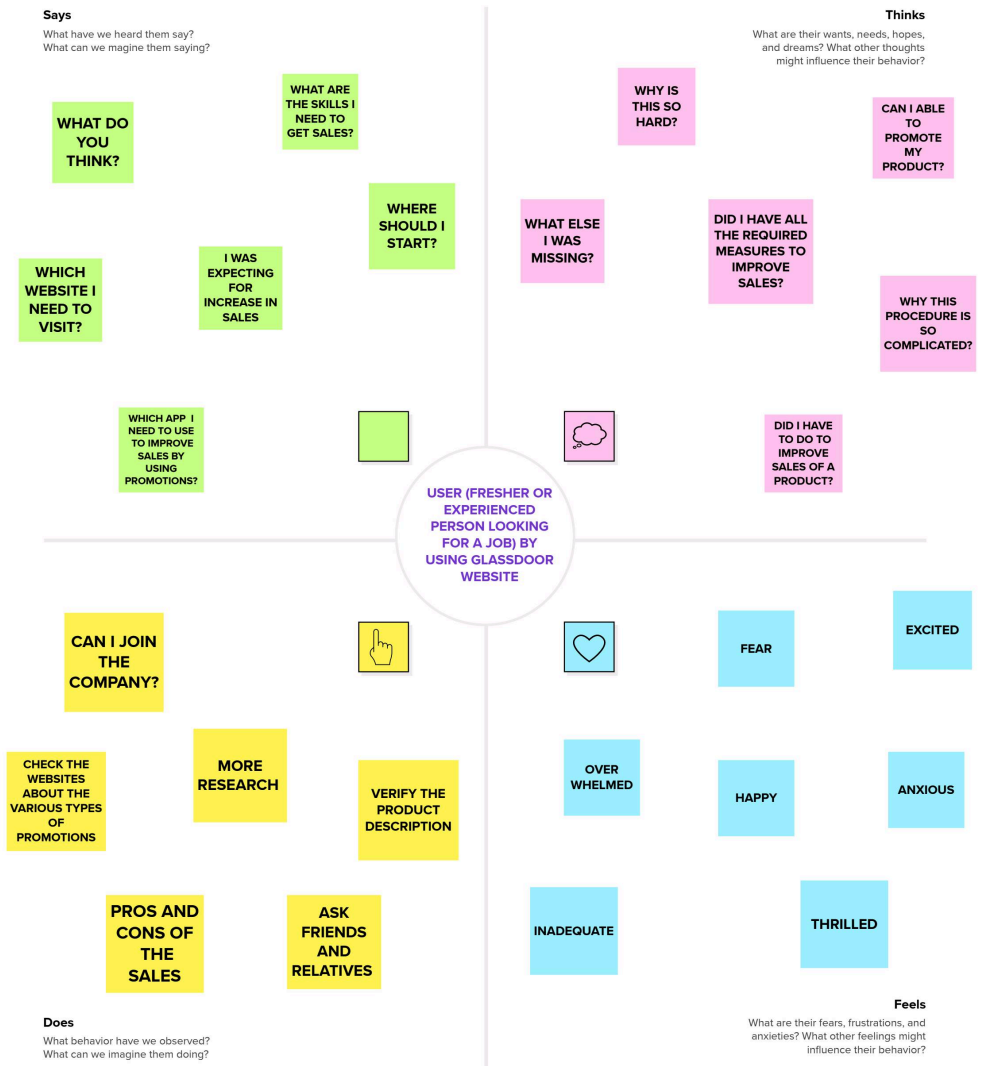 Says
What have we heard them say?
What can we magine them saying?
WHAT DO
YOU
THINK?
WHAT ARE
THE SKILLS I
NEED TO
GET SALES?
WHERE
SHOULD I
START?
WHICH
WEBSITE I
NEED TO
VISIT?
I WAS
EXPECTING
FOR
INCREASE IN
SALES
WHICH APP I
NEED TO USE
TO IMPROVE
SALES BY
USING
PROMOTIONS?
Thinks
What are their wants, needs, hopes,
and dreams? What other thoughts
might influence their behavior?
WHY IS
THIS SO
HARD?
CAN I ABLE
TO
PROMOTE
MY
PRODUCT?
WHAT ELSE
I WAS
MISSING?
DID I HAVE ALL
THE REQUIRED
MEASURES TO
IMPROVE
SALES?
WHY THIS
PROCEDURE IS
SO
COMPLICATED?
DID I HAVE
TO DO TO
IMPROVE
SALES OF A
PRODUCT?
USER (FRESHER OR
EXPERIENCED
PERSON LOOKING
FOR A JOB) BY
USING GLASSDOOR
WEBSITE
CAN I JOIN
THE
COMPANY?
CHECK THE
WEBSITES
ABOUT THE
VARIOUS TYPES
OF
PROMOTIONS
MORE
RESEARCH
VERIFY THE
PRODUCT
DESCRIPTION
PROS AND
CONS OF
THE
SALES
ASK
FRIENDS
AND
RELATIVES
Does
What behavior have we observed?
What can we imagine them doing?
FEAR
EXCITED
OVER
WHELMED
HAPPY
ANXIOUS
INADEQUATE
THRILLED
Feels
What are their fears, frustrations, and
anxieties? What other feelings might
influence their behavior?